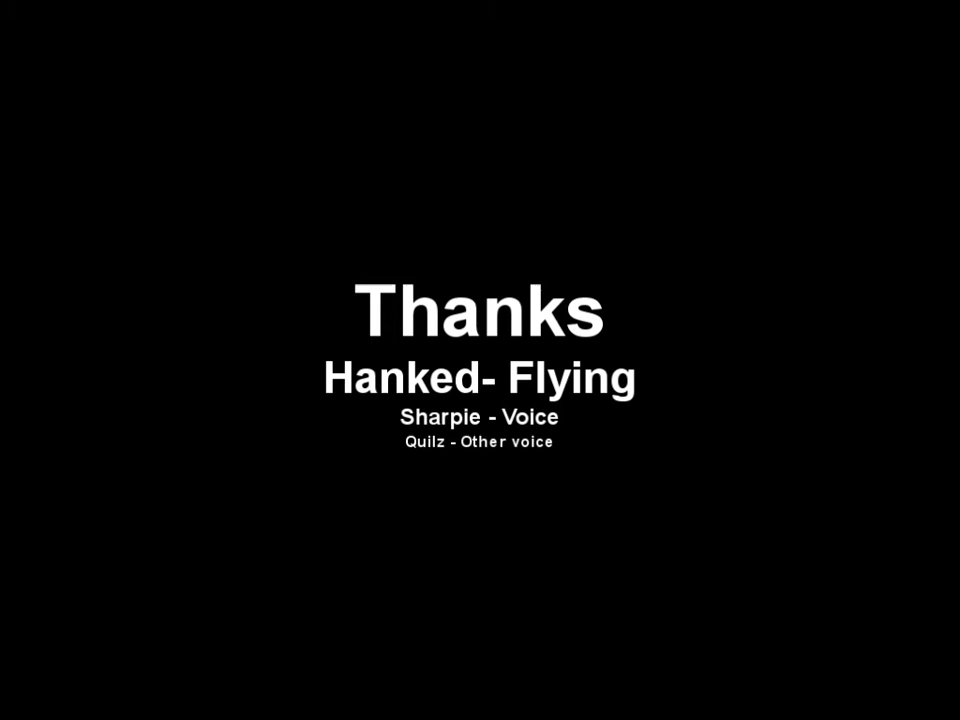 Thanks
Hanked- Flying
Sharpie - Voice
Quilz - Other voice